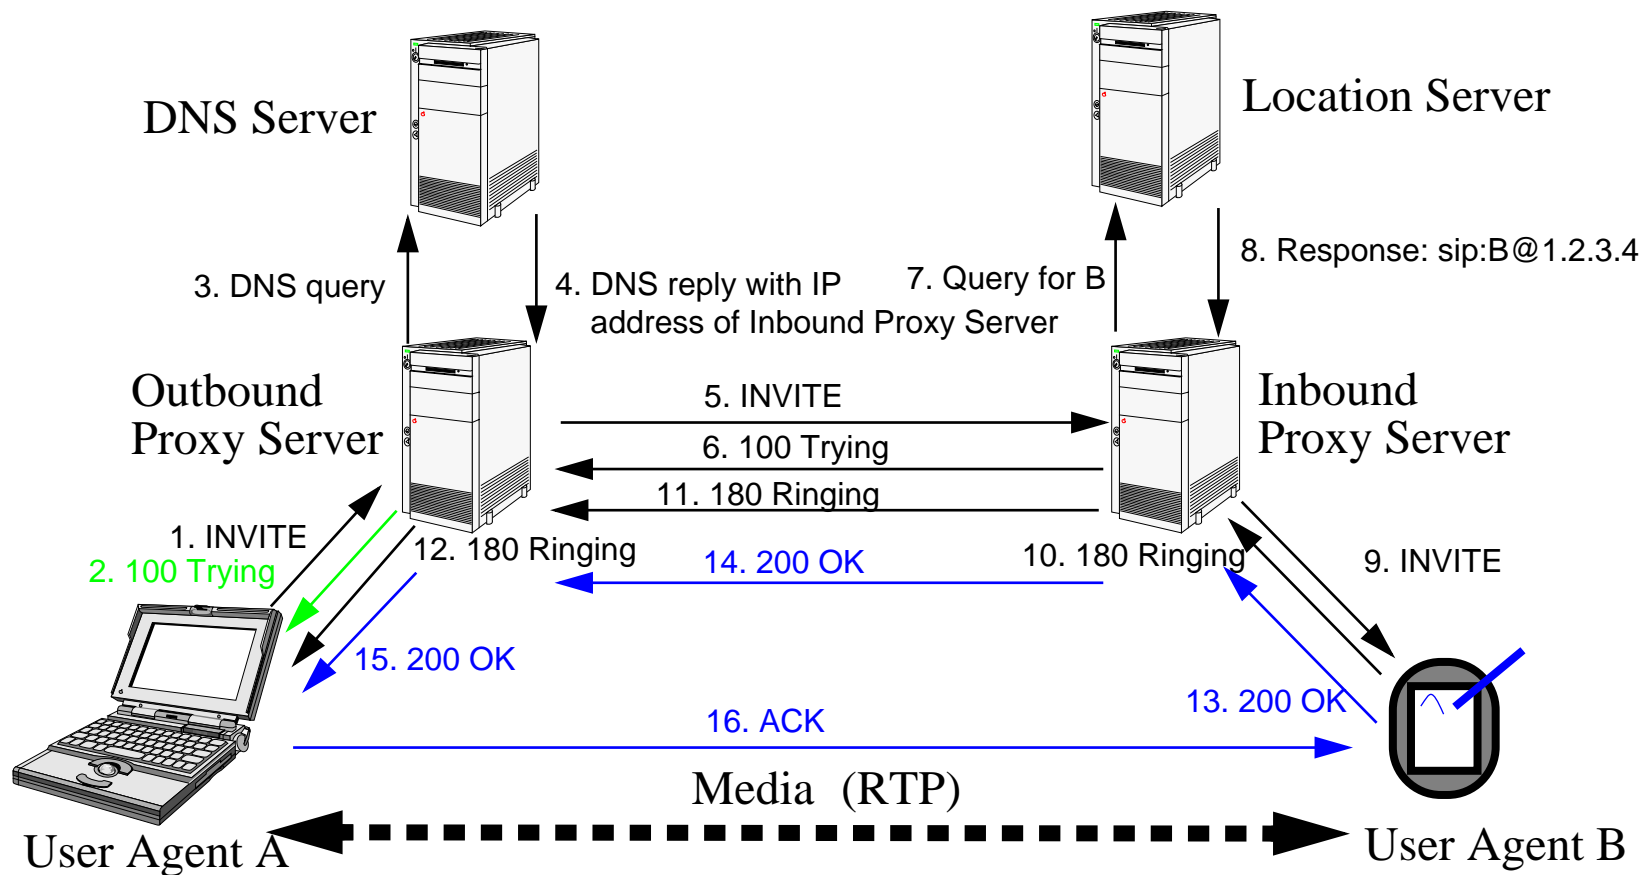 DNS Server
Location Server
3. DNS query
4. DNS reply with IP
address of Inbound Proxy Server
7. Query for B
8. Response: sip:B@1.2.3.4
Outbound
Proxy Server
5. INVITE
6. 100 Trying
11. 180 Ringing
Inbound
Proxy Server
1. INVITE
2. 100 Trying
12. 180 Ringing
14. 200 OK
10. 180 Ringing
9. INVITE
15. 200 OK
13. 200 OK
16. ACK
Media (RTP)
User Agent A
User Agent B